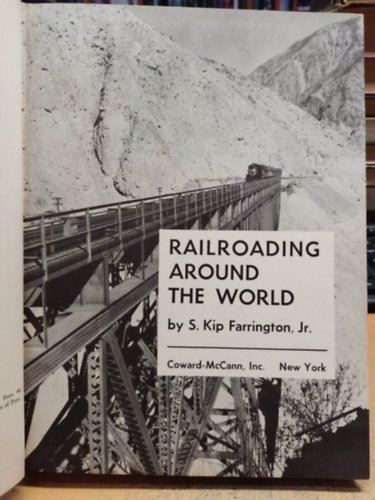 RAILROADING
AROUND
THE WORLD
by S. Kip Farrington, Jr.
Coward-McCann, Inc. New York